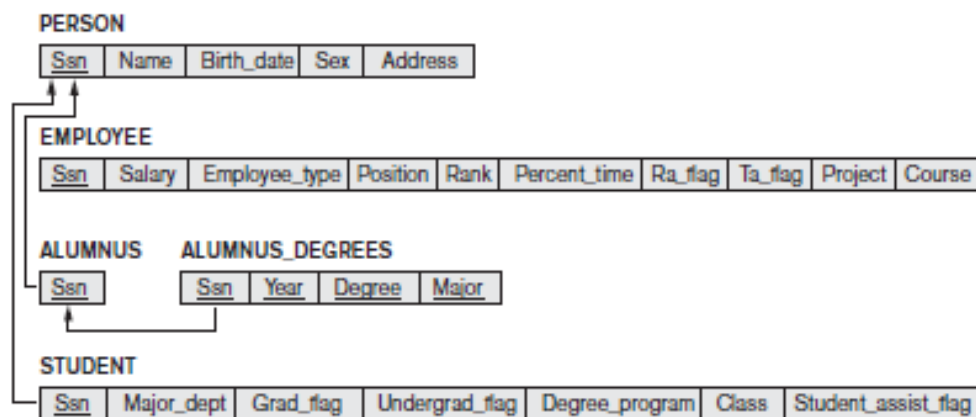 PERSON
Ssn Name Birth_date Sex Address
EMPLOYEE
Ssn Salary Employee_type Position Rank Percent_time Ra_flag Ta_flag Project Course
ALUMNUS ALUMNUS_DEGREES
Ssn Ssn Year Degree Major
STUDENT
Ssn Major_dept Grad_flag Undergrad_flag Degree_program Class Student_assist_flag